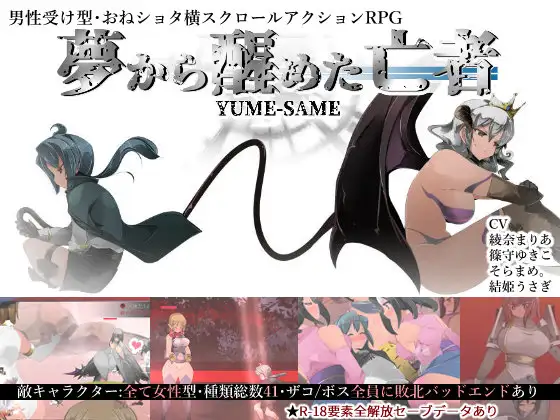 男性受け型･おねショタ横スクロールアクションRPG
夢から醒めた亡者
YUME-SAME
CV
綾奈まりあ
篠守ゆきこ
そらまめ。
結姫うさぎ
敵キャラクター:全て女性型･種類総数41･ザコ/ボス全員に敗北バッドエンドあり
★R-18要素全解放セーブデータあり